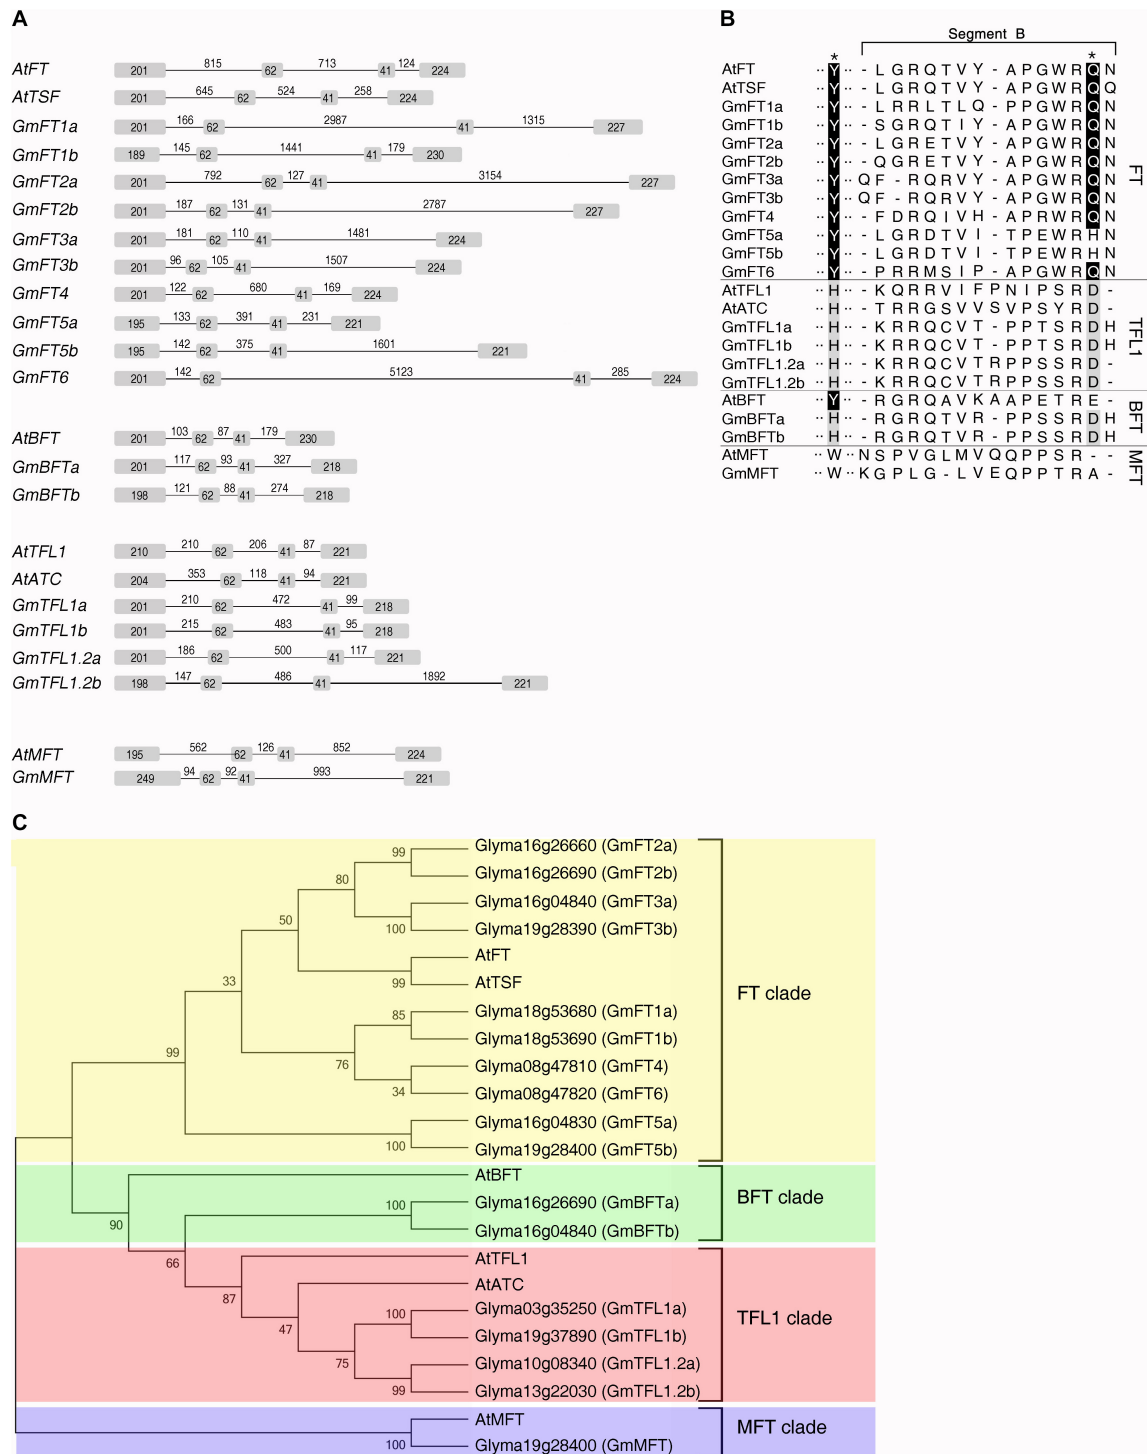 A
AtFT 201 815 62 713 41 124 224
AtTSF 201 645 62 524 41 258 224
GmFT1a 201 166 62 2987 41 1315 227
GmFT1b 189 145 62 1441 41 179 230
GmFT2a 201 792 62 127 41 3154 227
GmFT2b 201 187 62 131 41 2787 227
GmFT3a 201 181 62 110 41 1481 224
GmFT3b 201 96 62 105 41 1507 224
GmFT4 201 122 62 680 41 169 224
GmFT5a 195 133 62 391 41 231 221
GmFT5b 195 142 62 375 41 1601 221
GmFT6 201 142 62 5123 41 285 224
AtBFT 201 103 62 87 41 179 230
GmBFTa 201 117 62 93 41 327 218
GmBFTb 198 121 62 88 41 274 218
AtTFL1 210 210 62 206 41 87 221
AtATC 204 353 62 118 41 94 221
GmTFL1a 201 210 62 472 41 99 218
GmTFL1b 201 215 62 483 41 95 218
GmTFL1.2a 201 186 62 500 41 117 221
GmTFL1.2b 198 147 62 486 41 1892 221
AtMFT 195 562 62 126 41 852 224
GmMFT 249 94 62 92 41 993 221
B
Segment B
* *
AtFT ·· Y ·· - L G R Q T V Y - A P G W R Q N
AtTSF ·· Y ·· - L G R Q T V Y - A P G W R Q Q
GmFT1a ·· Y ·· - L R R L T L Q - P P G W R Q N
GmFT1b ·· Y ·· - S G R Q T I Y - A P G W R Q N
GmFT2a ·· Y ·· - L G R E T V Y - A P G W R Q N
GmFT2b ·· Y ·· - Q G R E T V Y - A P G W R Q N
GmFT3a ·· Y ·· Q F - R Q R V Y - A P G W R Q N
GmFT3b ·· Y ·· Q F - R Q R V Y - A P G W R Q N
GmFT4 ·· Y ·· - F D R Q I V H - A P R W R Q N
GmFT5a ·· Y ·· - L G R D T V I - T P E W R H N
GmFT5b ·· Y ·· - L G R D T V I - T P E W R H N
GmFT6 ·· Y ·· - P R R M S I P - A P G W R Q N
FT
AtTFL1 ·· H ·· - K Q R R V I F P N I P S R D -
AtATC ·· H ·· - T R R G S V V S V P S Y R D -
GmTFL1a ·· H ·· - K R R Q C V T - P P T S R D H
GmTFL1b ·· H ·· - K R R Q C V T - P P T S R D H
GmTFL1.2a ·· H ·· - K R R Q C V T R P P S S R D -
GmTFL1.2b ·· H ·· - K R R Q C V T R P P S S R D -
TFL1
AtBFT ·· Y ·· - R G R Q A V K A A P E T R E -
GmBFTa ·· H ·· - R G R Q T V R - P P S S R D H
GmBFTb ·· H ·· - R G R Q T V R - P P S S R D H
BFT
AtMFT ·· W ·· N S P V G L M V Q Q P P S R - -
GmMFT ·· W ·· K G P L G - L V E Q P P T R A -
MFT
C
99 Glyma16g26660 (GmFT2a)
Glyma16g26690 (GmFT2b)
80
Glyma16g04840 (GmFT3a)
100 Glyma19g28390 (GmFT3b)
50
AtFT
99 AtTSF
33
85 Glyma18g53680 (GmFT1a)
Glyma18g53690 (GmFT1b)
76
Glyma08g47810 (GmFT4)
34 Glyma08g47820 (GmFT6)
99
Glyma16g04830 (GmFT5a)
100 Glyma19g28400 (GmFT5b)
FT clade
AtBFT
100 Glyma16g26690 (GmBFTa)
90
Glyma16g04840 (GmBFTb)
BFT clade
66
AtTFL1
87
AtATC
47
100 Glyma03g35250 (GmTFL1a)
Glyma19g37890 (GmTFL1b)
75
Glyma10g08340 (GmTFL1.2a)
99 Glyma13g22030 (GmTFL1.2b)
TFL1 clade
AtMFT
100 Glyma19g28400 (GmMFT)
MFT clade